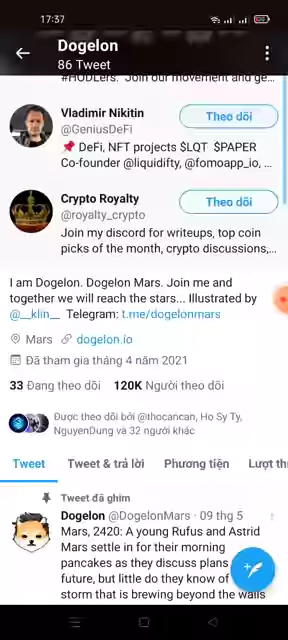 17:37
Dogelon
86 Tweet
#HODLers. Join our movement and ge...
Vladimir Nikitin
Theo dõi
@GeniusDeFi
📌 DeFi, NFT projects $LQT $PAPER
Co-founder @liquidifty, @fomoapp_io, ...
Crypto Royalty
Theo dõi
@royalty_crypto
Join my discord for writeups, top coin
picks of the month, crypto discussions,...
I am Dogelon. Dogelon Mars. Join me and
together we will reach the stars... Illustrated by
@__klin__ Telegram: t.me/dogelonmars
Mars dogelon.io
Đã tham gia tháng 4 năm 2021
33 Đang theo dõi 120K Người theo dõi
Được theo dõi bởi @thocancan, Ho Sy Ty,
NguyenDung và 32 người khác
Tweet Tweet & trả lời Phương tiện Lượt th
Tweet đã ghim
Dogelon @DogelonMars · 09 thg 5
Mars, 2420: A young Rufus and Astrid
Mars settle in for their morning
pancakes as they discuss plans
future, but little do they know of
storm that is brewing beyond the walls